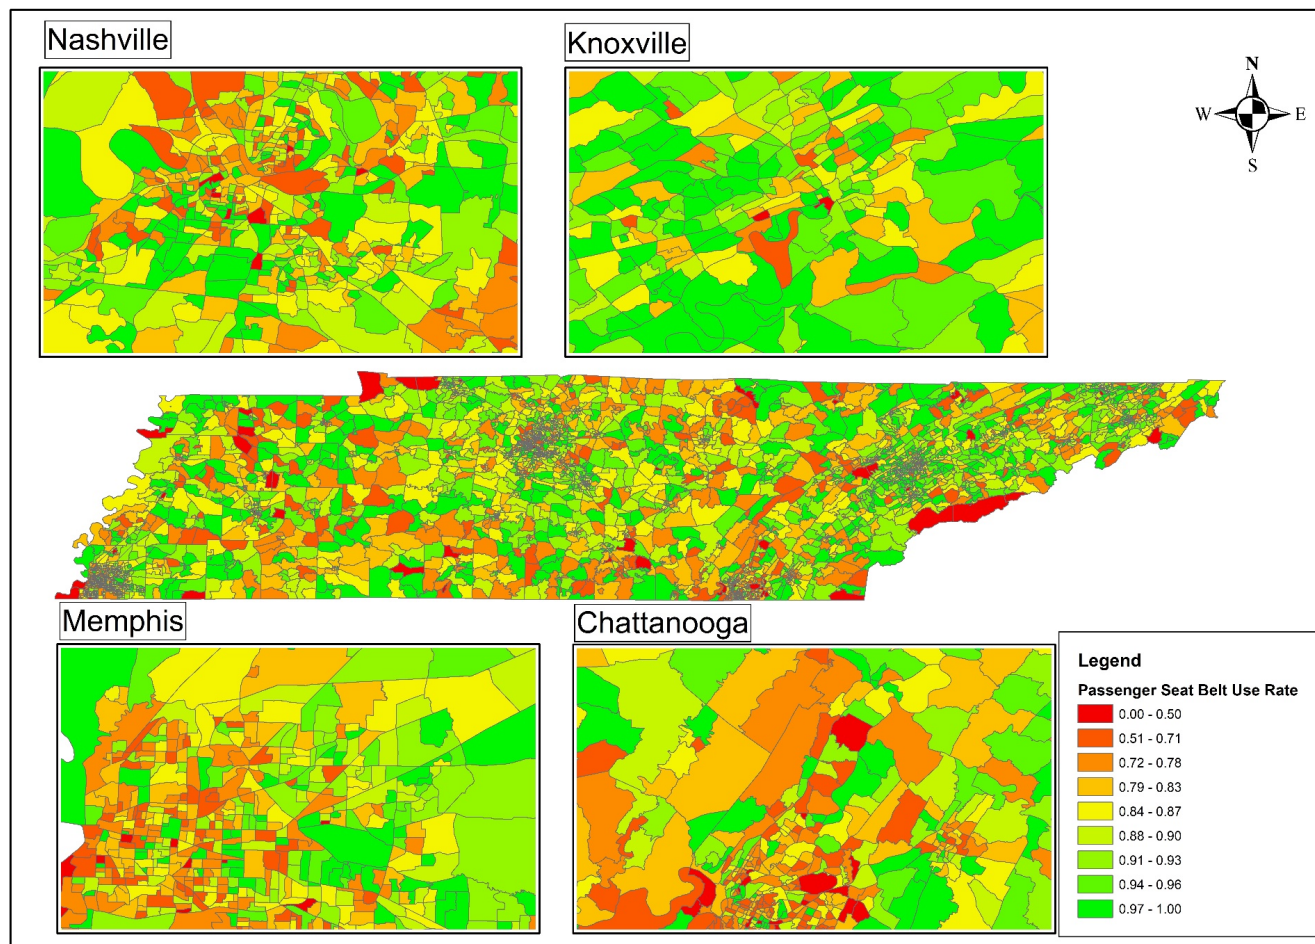 Nashville
Knoxville
N
W
E
S
Memphis
Chattanooga
Legend
Passenger Seat Belt Use Rate
0.00 - 0.50
0.51 - 0.71
0.72 - 0.78
0.79 - 0.83
0.84 - 0.87
0.88 - 0.90
0.91 - 0.93
0.94 - 0.96
0.97 - 1.00